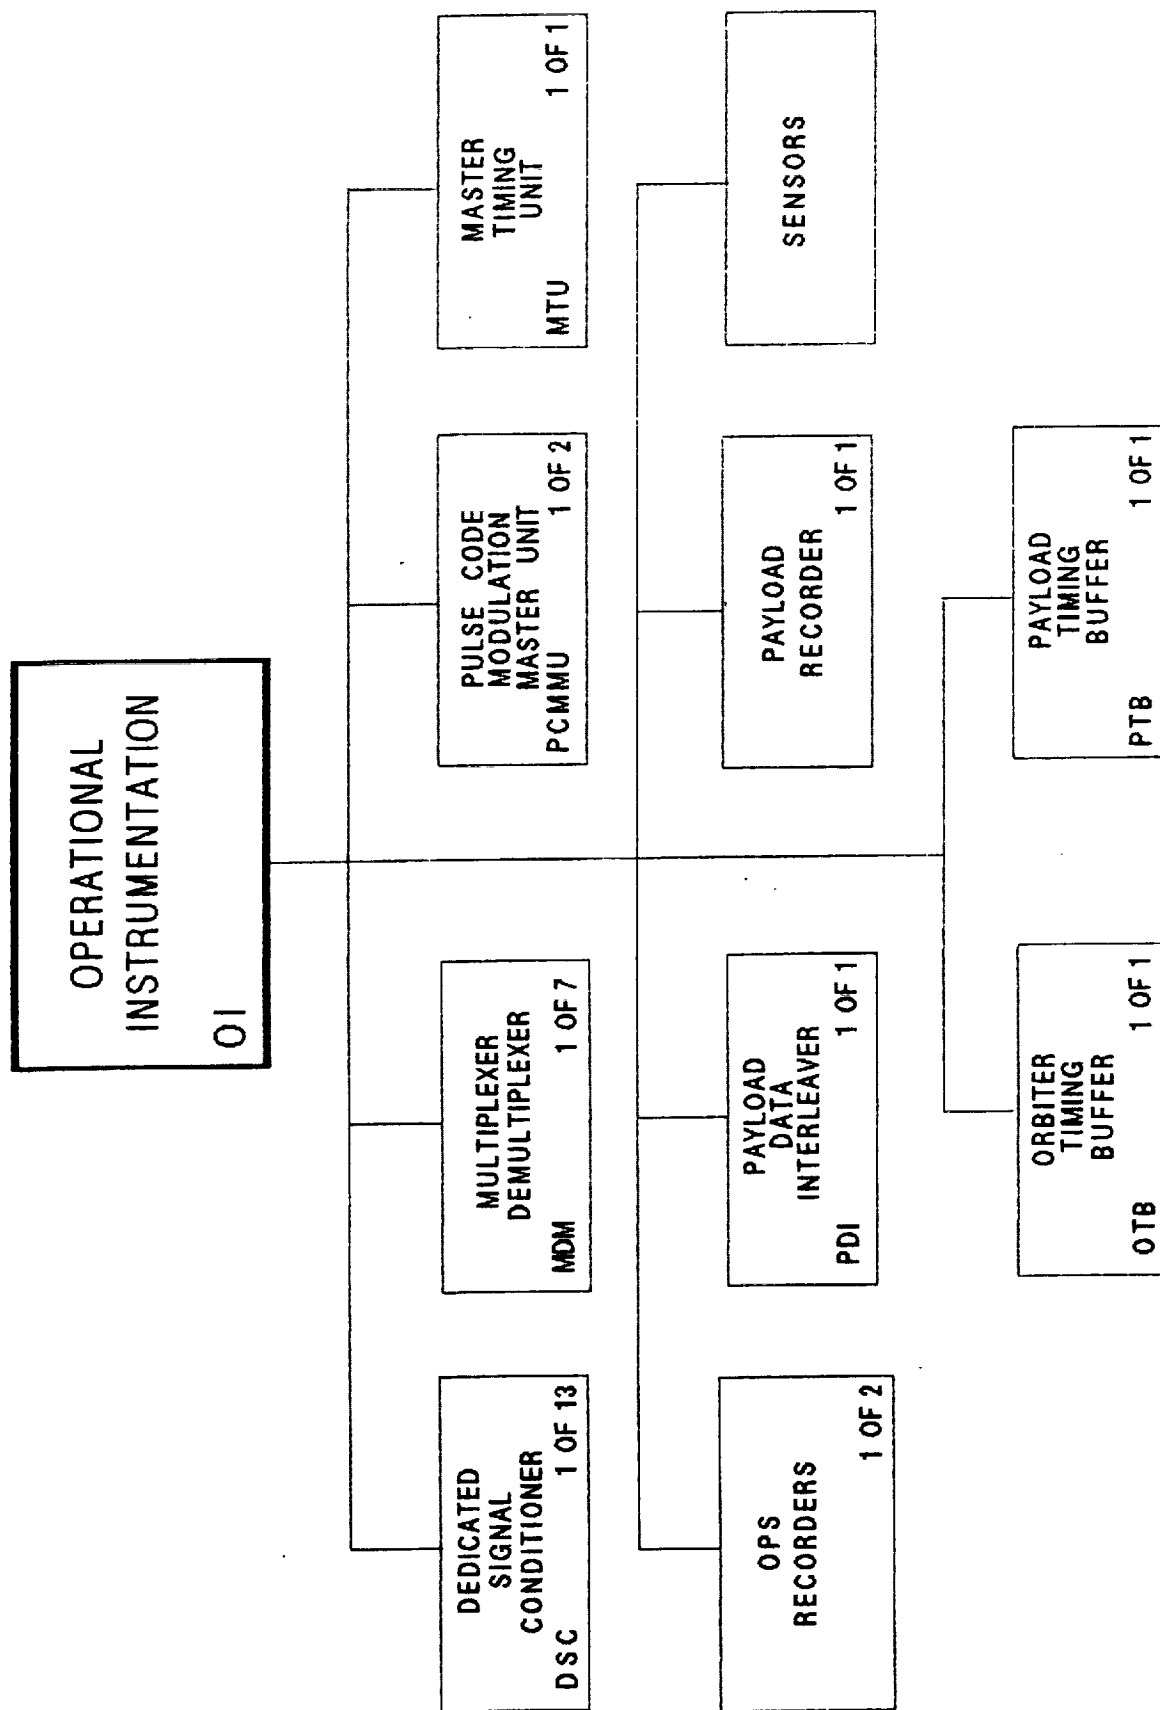 OPERATIONAL
INSTRUMENTATION
OI
DEDICATED
SIGNAL
CONDITIONER
DSC 1 OF 13
MULTIPLEXER
DEMULTIPLEXER
MDM 1 OF 7
PULSE CODE
MODULATION
MASTER UNIT
PCMMU 1 OF 2
MASTER
TIMING
UNIT
MTU 1 OF 1
OPS
RECORDERS
1 OF 2
PAYLOAD
DATA
INTERLEAVER
PDI 1 OF 1
PAYLOAD
RECORDER
1 OF 1
SENSORS
ORBITER
TIMING
BUFFER
OTB 1 OF 1
PAYLOAD
TIMING
BUFFER
PTB 1 OF 1